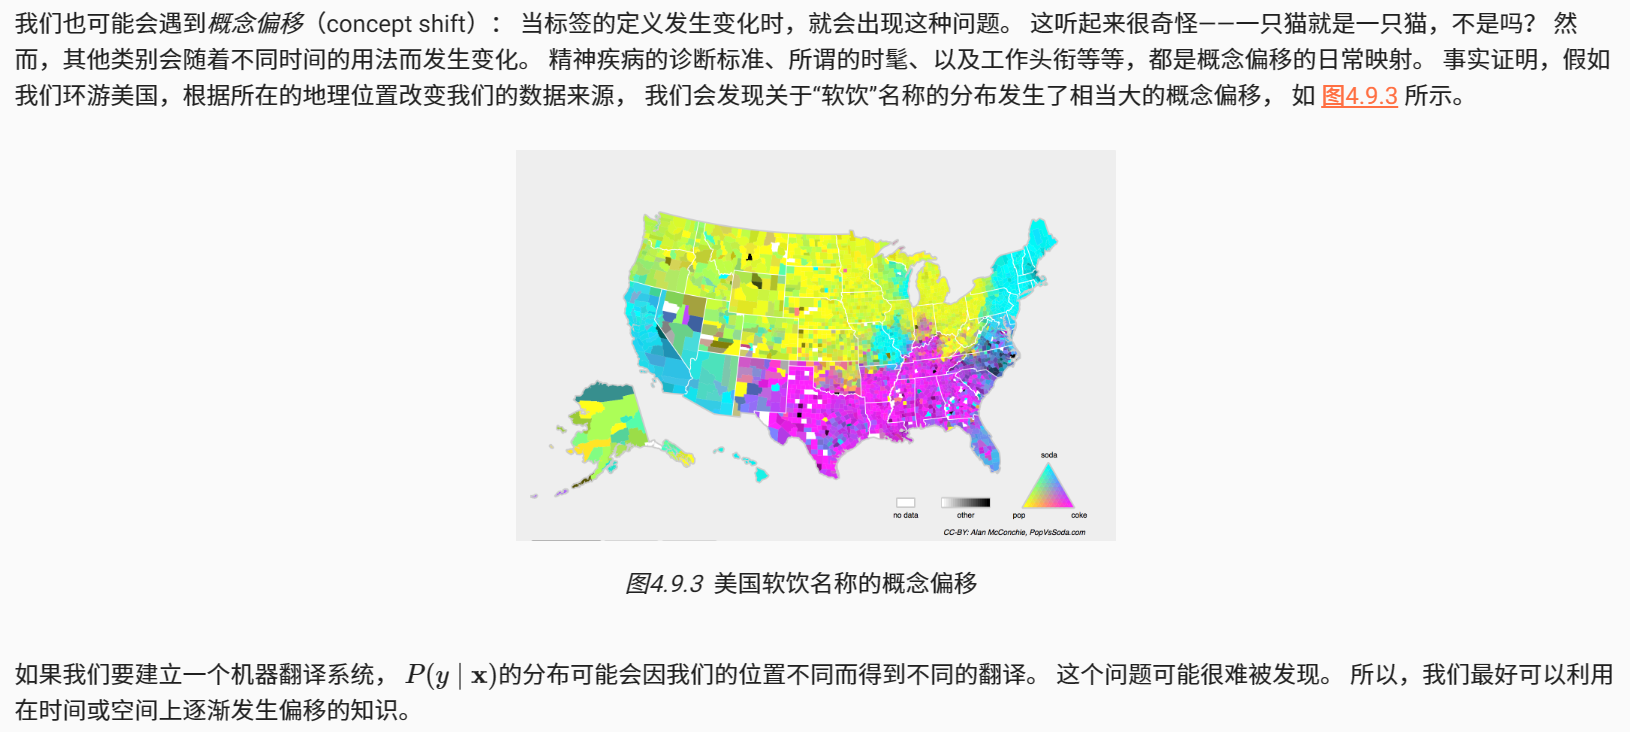 我们也可能会遇到概念偏移（concept shift）： 当标签的定义发生变化时，就会出现这种问题。 这听起来很奇怪——一只猫就是一只猫，不是吗？ 然
而，其他类别会随着不同时间的用法而发生变化。 精神疾病的诊断标准、所谓的时髦、以及工作头衔等等，都是概念偏移的日常映射。 事实证明，假如
我们环游美国，根据所在的地理位置改变我们的数据来源， 我们会发现关于“软饮”名称的分布发生了相当大的概念偏移， 如 图4.9.3 所示。
soda
pop
coke
no data
other
CC-BY: Alan McConchie, PopVsSoda.com
图4.9.3 美国软饮名称的概念偏移
如果我们要建立一个机器翻译系统， P(y | x)的分布可能会因我们的位置不同而得到不同的翻译。 这个问题可能很难被发现。 所以，我们最好可以利用
在时间或空间上逐渐发生偏移的知识。